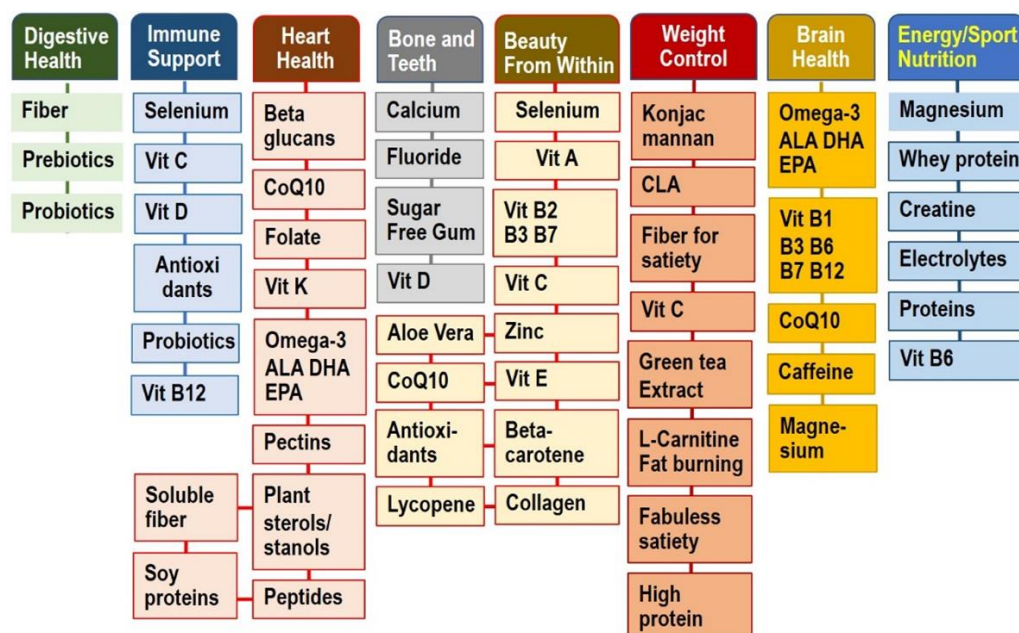 Digestive
Health
Fiber
Prebiotics
Probiotics
Immune
Support
Selenium
Vit C
Vit D
Antioxi
dants
Probiotics
Vit B12
Heart
Health
Beta
glucans
CoQ10
Folate
Vit K
Omega-3
ALA DHA
EPA
Pectins
Plant
sterols/
stanols
Peptides
Soluble
fiber
Soy
proteins
Bone and
Teeth
Calcium
Fluoride
Sugar
Free Gum
Vit D
Beauty
From Within
Selenium
Vit A
Vit B2
B3 B7
Vit C
Zinc
Vit E
Beta-
carotene
Collagen
Aloe Vera
CoQ10
Antioxi-
dants
Lycopene
Weight
Control
Konjac
mannan
CLA
Fiber for
satiety
Vit C
Green tea
Extract
L-Carnitine
Fat burning
Fabuless
satiety
High
protein
Brain
Health
Omega-3
ALA DHA
EPA
Vit B1
B3 B6
B7 B12
CoQ10
Caffeine
Magne-
sium
Energy/Sport
Nutrition
Magnesium
Whey protein
Creatine
Electrolytes
Proteins
Vit B6